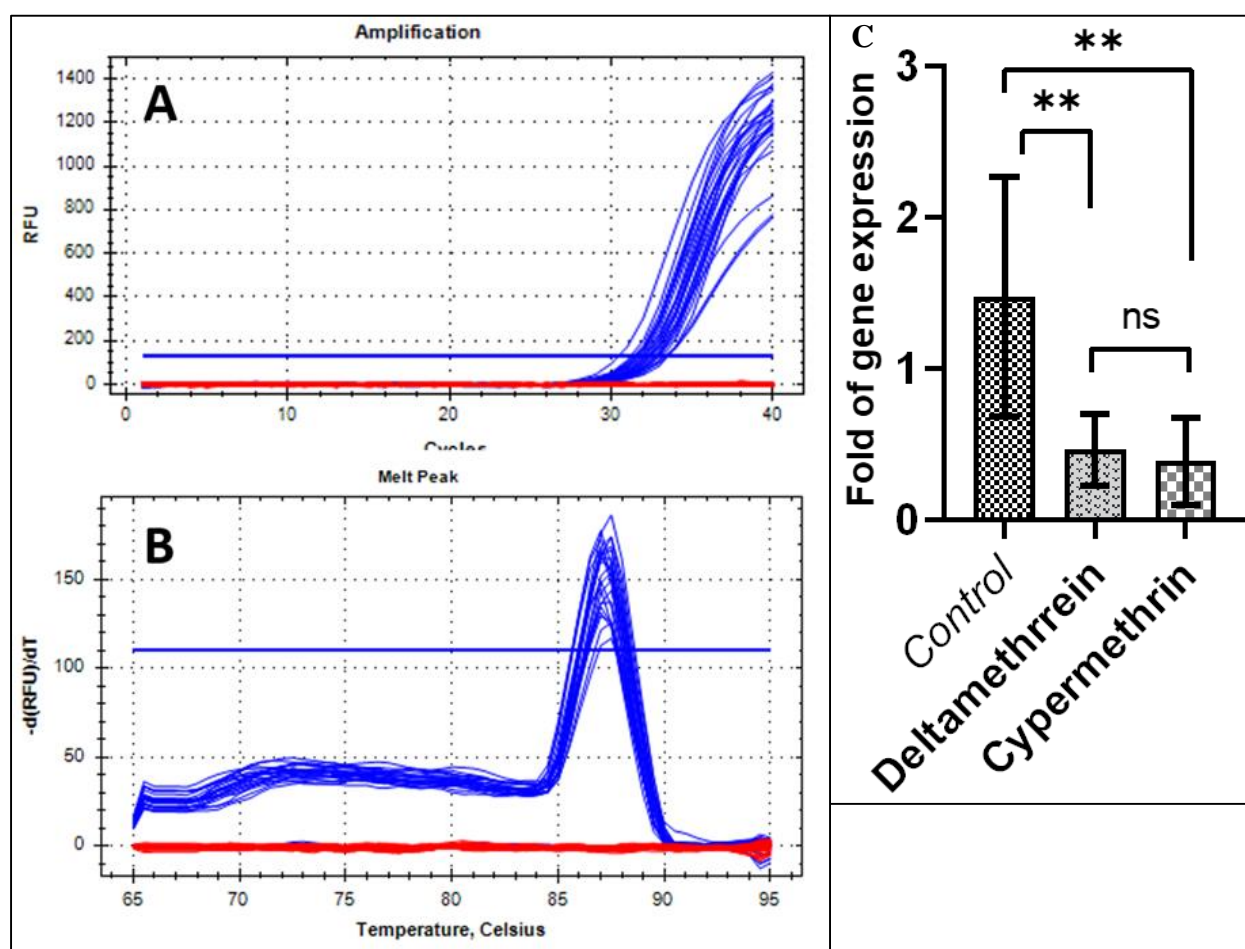 Amplification
A
RFU
1400
1200
1000
800
600
400
200
0
0 10 20 30 40
Cycles
Melt Peak
B
-d(RFU)/dT
150
100
50
0
65 70 75 80 85 90 95
Temperature, Celsius
C
Fold of gene expression
3
2
1
0
**
**
ns
Control
Deltamethrrein
Cypermethrin